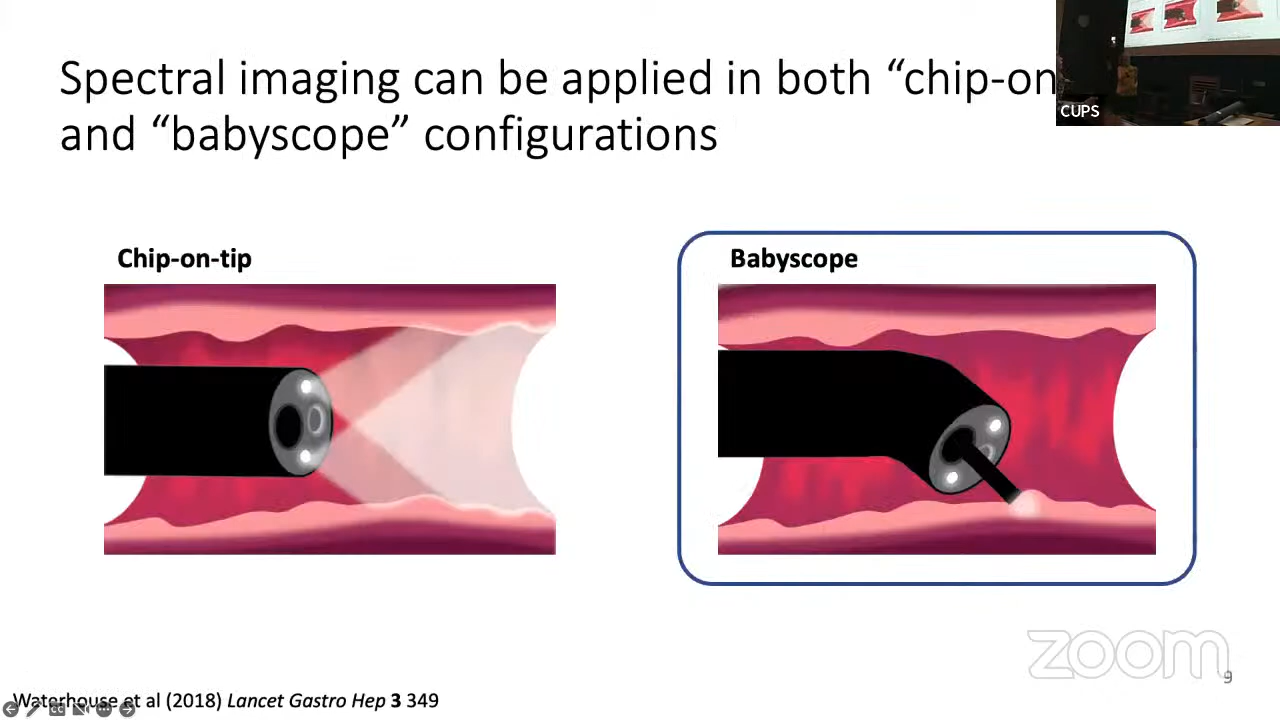 Spectral imaging can be applied in both “chip-on
and “babyscope” configurations
CUPS
Chip-on-tip
Babyscope
zoom
9
Waterhouse et al (2018) Lancet Gastro Hep 3 349